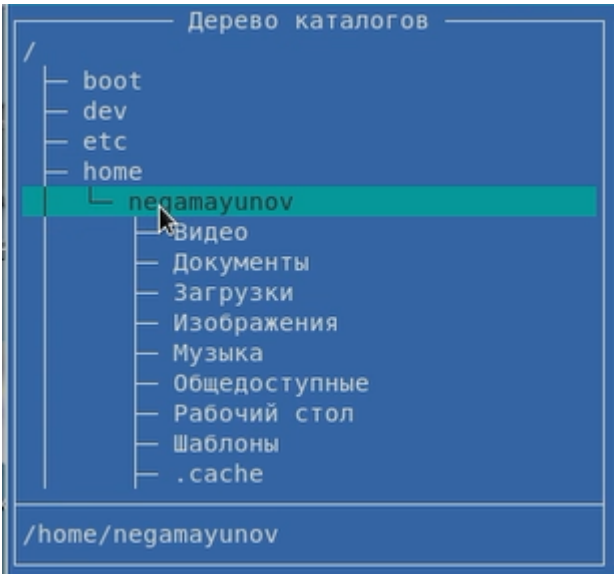 Дерево каталогов
/
boot
dev
etc
home
negamayunov
Видео
Документы
Загрузки
Изображения
Музыка
Общедоступные
Рабочий стол
Шаблоны
.cache
/home/negamayunov